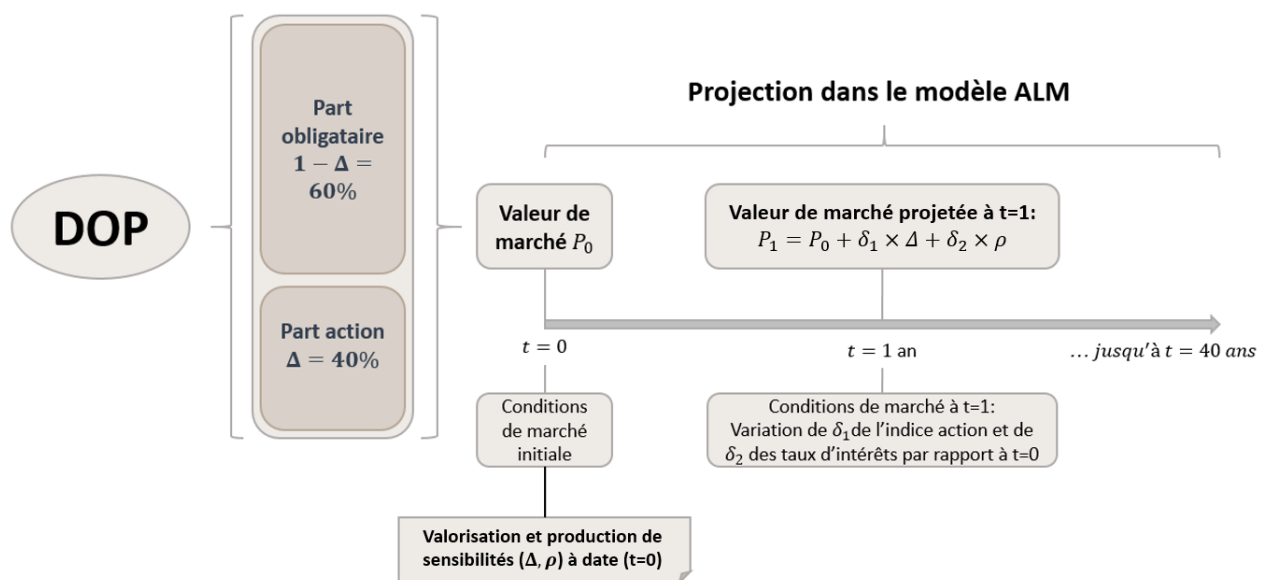 DOP
Part
obligataire
1 − Δ =
60%
Part action
Δ = 40%
Projection dans le modèle ALM
Valeur de
marché P₀
Valeur de marché projetée à t=1:
P₁ = P₀ + δ₁ × Δ + δ₂ × ρ
t = 0
t = 1 an
… jusqu'à t = 40 ans
Conditions
de marché
initiale
Conditions de marché à t=1:
Variation de δ₁de l'indice action et de
δ₂ des taux d'intérêts par rapport à t=0
Valorisation et production de
sensibilités (Δ, ρ) à date (t=0)